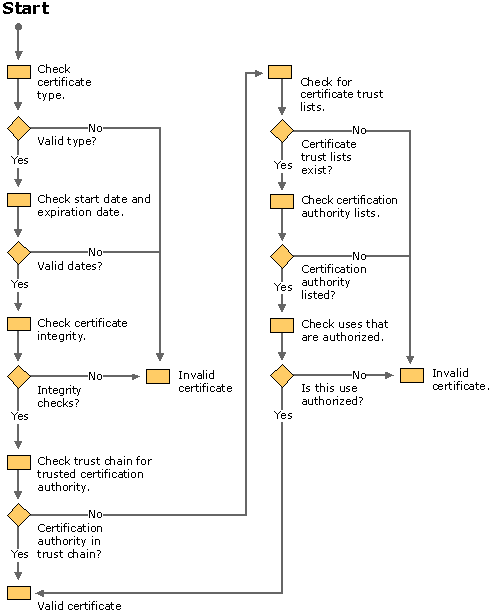 Start
Check
certificate
type.
No
Valid type?
Yes
Check start date and
expiration date.
No
Valid dates?
Yes
Check certificate
integrity.
No
Invalid
certificate
Integrity
checks?
Yes
Check trust chain for
trusted certification
authority.
No
Certification
authority in
trust chain?
Yes
Valid certificate
Check for
certificate trust
lists.
No
Certificate
trust lists
exist?
Yes
Check certification
authority lists.
No
Certification
authority
listed?
Yes
Check uses that
are authorized.
No
Invalid
certificate.
Is this use
authorized?
Yes